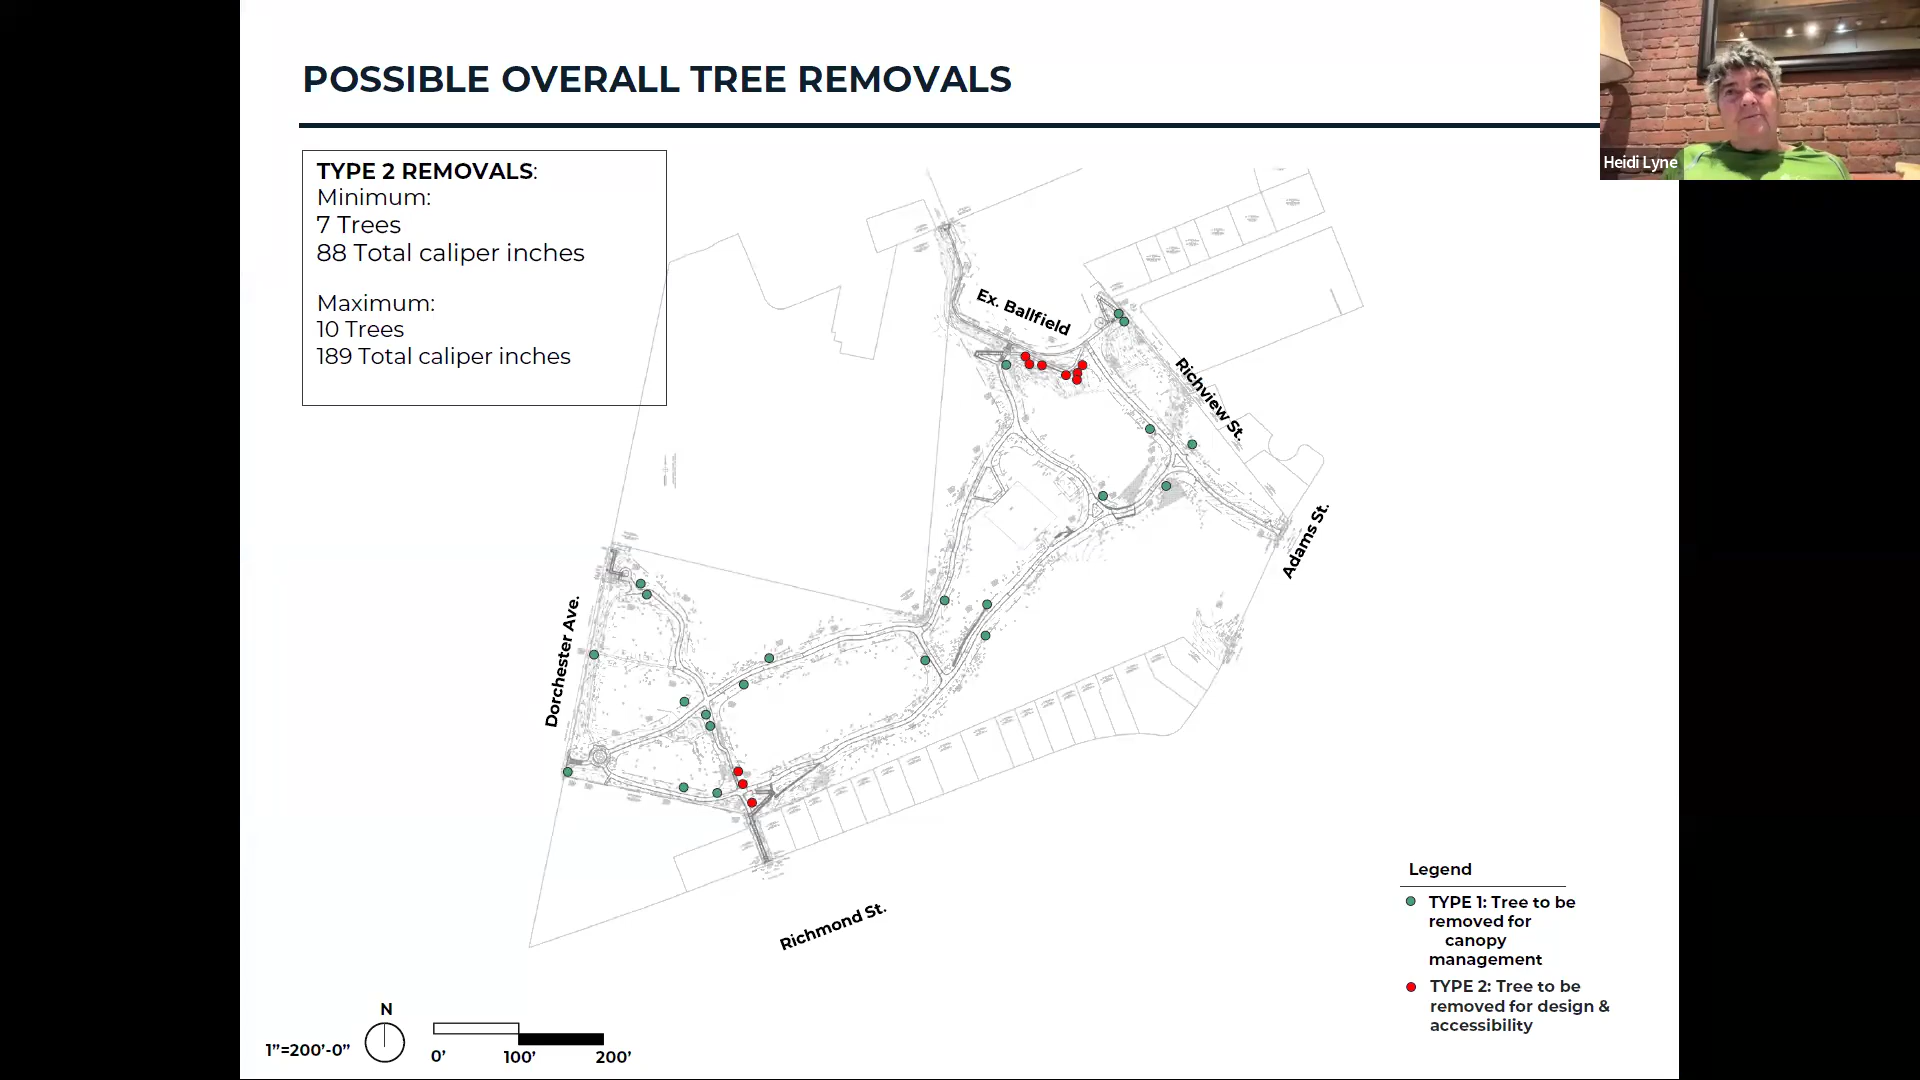 POSSIBLE OVERALL TREE REMOVALS
Heidi Lyne
TYPE 2 REMOVALS:
Minimum:
7 Trees
88 Total caliper inches
Maximum:
10 Trees
189 Total caliper inches
Ex. Ballfield
Richview St.
Adams St.
Dorchester Ave.
Richmond St.
Legend
TYPE 1: Tree to be
removed for
canopy
management
TYPE 2: Tree to be
removed for design &
accessibility
N
1”=200’-0”
0’ 100’ 200’